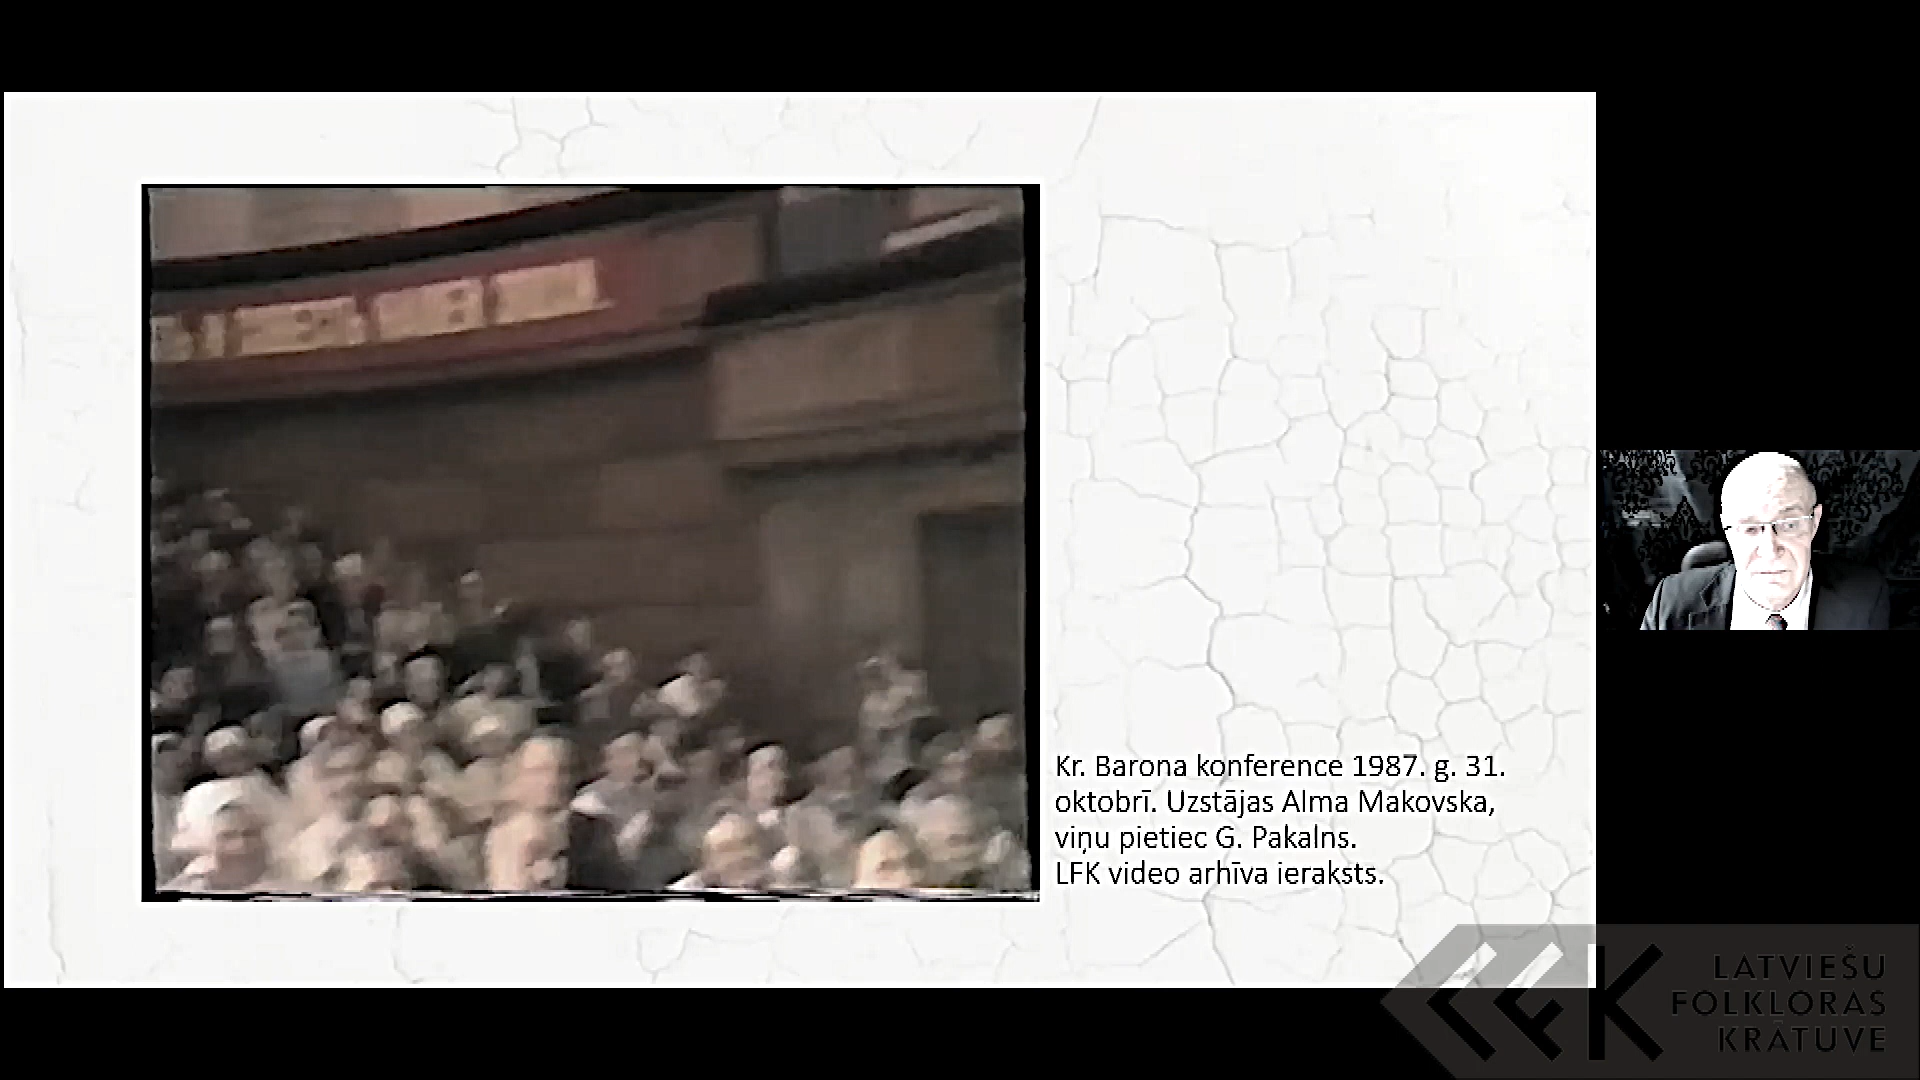 Kr. Barona konference 1987. g. 31.
oktobrī. Uzstājas Alma Makovska,
viņu pietiec G. Pakalns.
LFK video arhīva ieraksts.
LFK
LATVIEŠU
FOLKLORAS
KRĀTUVE